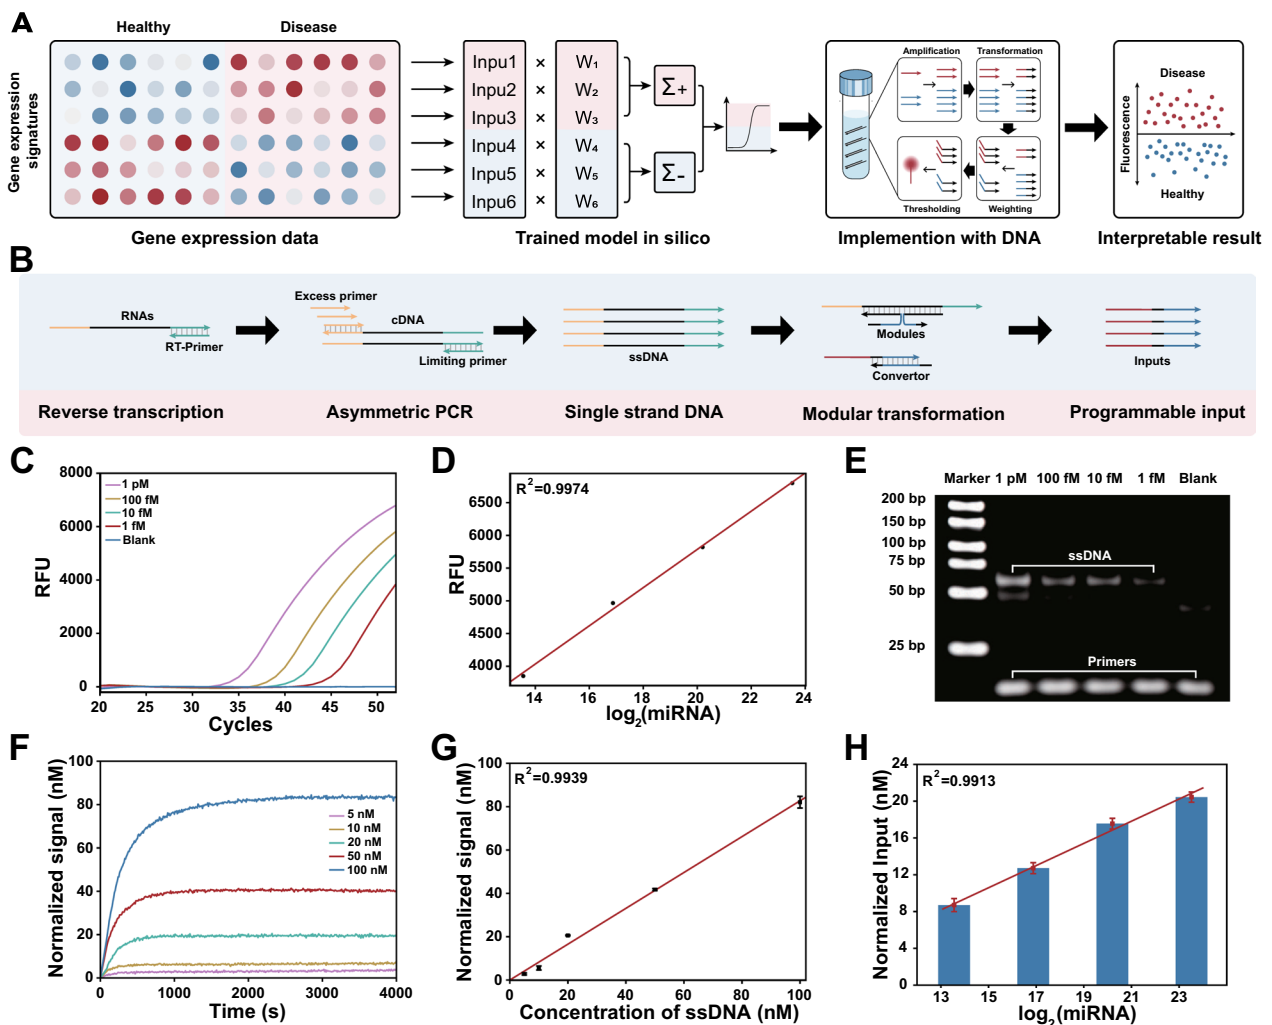 A
Healthy
Disease
Gene expression
signatures
Inpu1 × W₁
Inpu2 × W₂
Inpu3 × W₃
Inpu4 × W₄
Inpu5 × W₅
Inpu6 × W₆
Σ+
Σ-
Amplification
Transformation
Thresholding
Weighting
Disease
Fluorescence
Healthy
Gene expression data
Trained model in silico
Implemention with DNA
Interpretable result
B
RNAs
RT-Primer
Excess primer
cDNA
Limiting primer
ssDNA
Modules
Convertor
Inputs
Reverse transcription
Asymmetric PCR
Single strand DNA
Modular transformation
Programmable input
C
RFU
8000
6000
4000
2000
0
1 pM
100 fM
10 fM
1 fM
Blank
20 25 30 35 40 45 50
Cycles
D
R²=0.9974
RFU
6500
6000
5500
5000
4500
4000
14 16 18 20 22 24
log₂(miRNA)
E
Marker 1 pM 100 fM 10 fM 1 fM Blank
200 bp
150 bp
100 bp
75 bp
50 bp
25 bp
ssDNA
Primers
F
Normalized signal (nM)
100
80
60
40
20
0
5 nM
10 nM
20 nM
50 nM
100 nM
0 1000 2000 3000 4000
Time (s)
G
R²=0.9939
Normalized signal (nM)
100
80
60
40
20
0
0 20 40 60 80 100
Concentration of ssDNA (nM)
H
R²=0.9913
Normalized Input (nM)
24
20
16
12
8
4
0
13 15 17 19 21 23
log₂(miRNA)